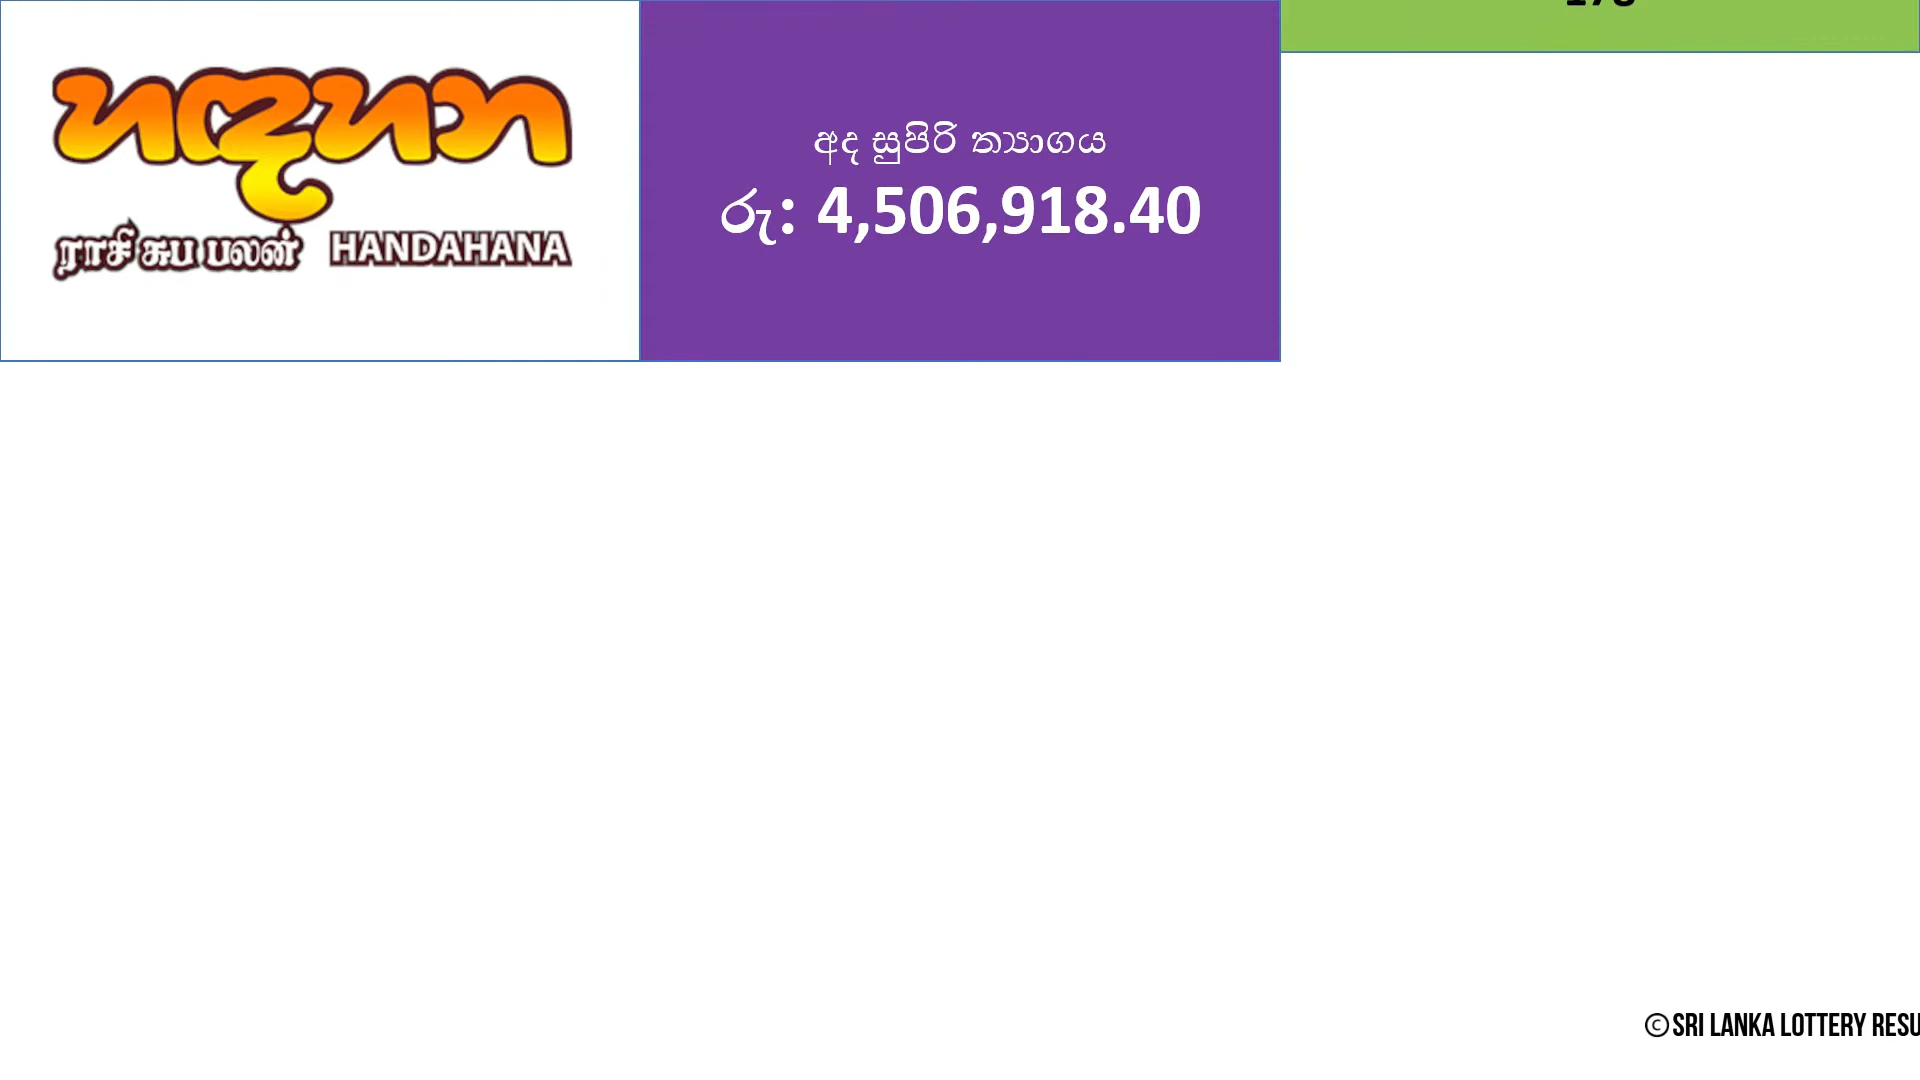 හඳහන
ராசி சுப பலன் HANDAHANA
අද සුපිරි ත්‍යාගය
රු: 4,506,918.40
© SRI LANKA LOTTERY RESU